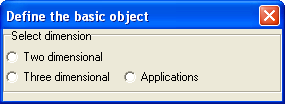 Define the basic object
Select dimension
Two dimensional
Three dimensional
Applications